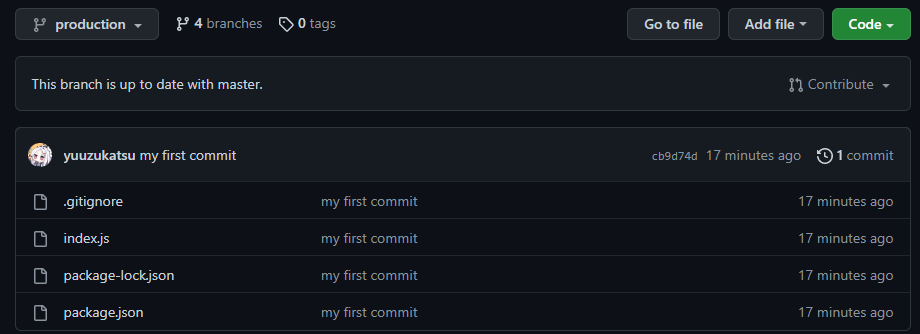 production 4 branches 0 tags Go to file Add file Code
This branch is up to date with master. Contribute
yuuzukatsu my first commit cb9d74d 17 minutes ago 1 commit
.gitignore my first commit 17 minutes ago
index.js my first commit 17 minutes ago
package-lock.json my first commit 17 minutes ago
package.json my first commit 17 minutes ago